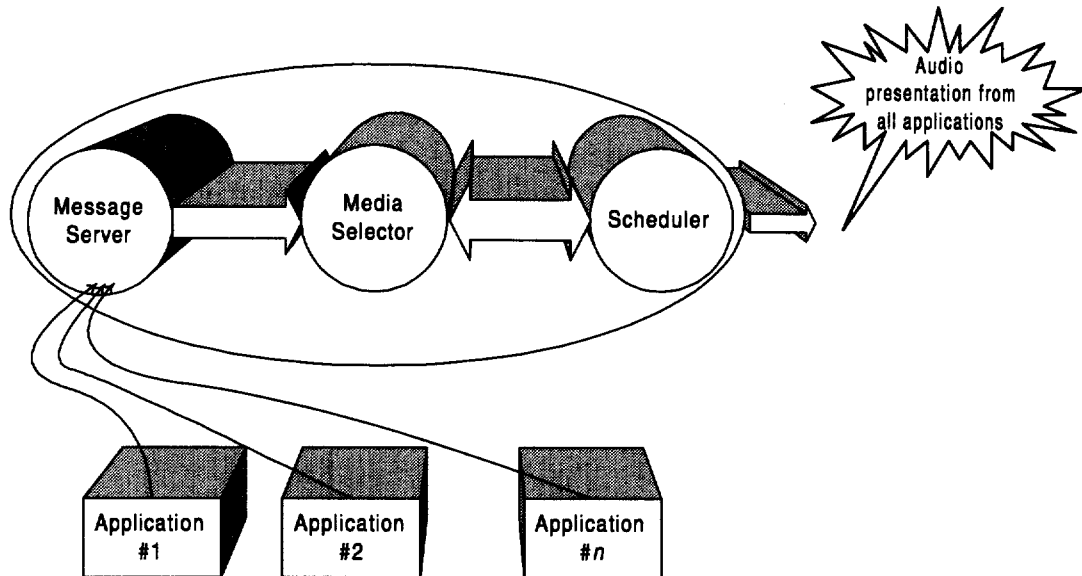 Audio
presentation from
all applications
Message
Server
Media
Selector
Scheduler
Application
#1
Application
#2
Application
#n